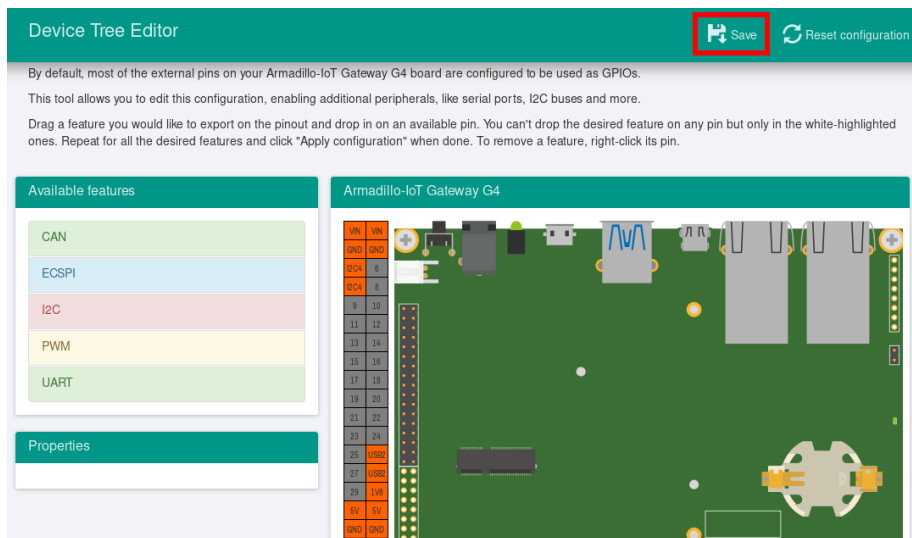 Device Tree Editor
Save
Reset configuration
By default, most of the external pins on your Armadillo-IoT Gateway G4 board are configured to be used as GPIOs.
This tool allows you to edit this configuration, enabling additional peripherals, like serial ports, I2C buses and more.
Drag a feature you would like to export on the pinout and drop in on an available pin. You can't drop the desired feature on any pin but only in the white-highlighted
ones. Repeat for all the desired features and click "Apply configuration" when done. To remove a feature, right-click its pin.
Available features
CAN
ECSPI
I2C
PWM
UART
Properties
Armadillo-IoT Gateway G4
VIN VIN
GND GND
I2C4 6
I2C4 8
9 10
11 12
13 14
15 16
17 18
19 20
21 22
23 24
25 USB2
27 USB2
29 1V8
5V 5V
GND GND